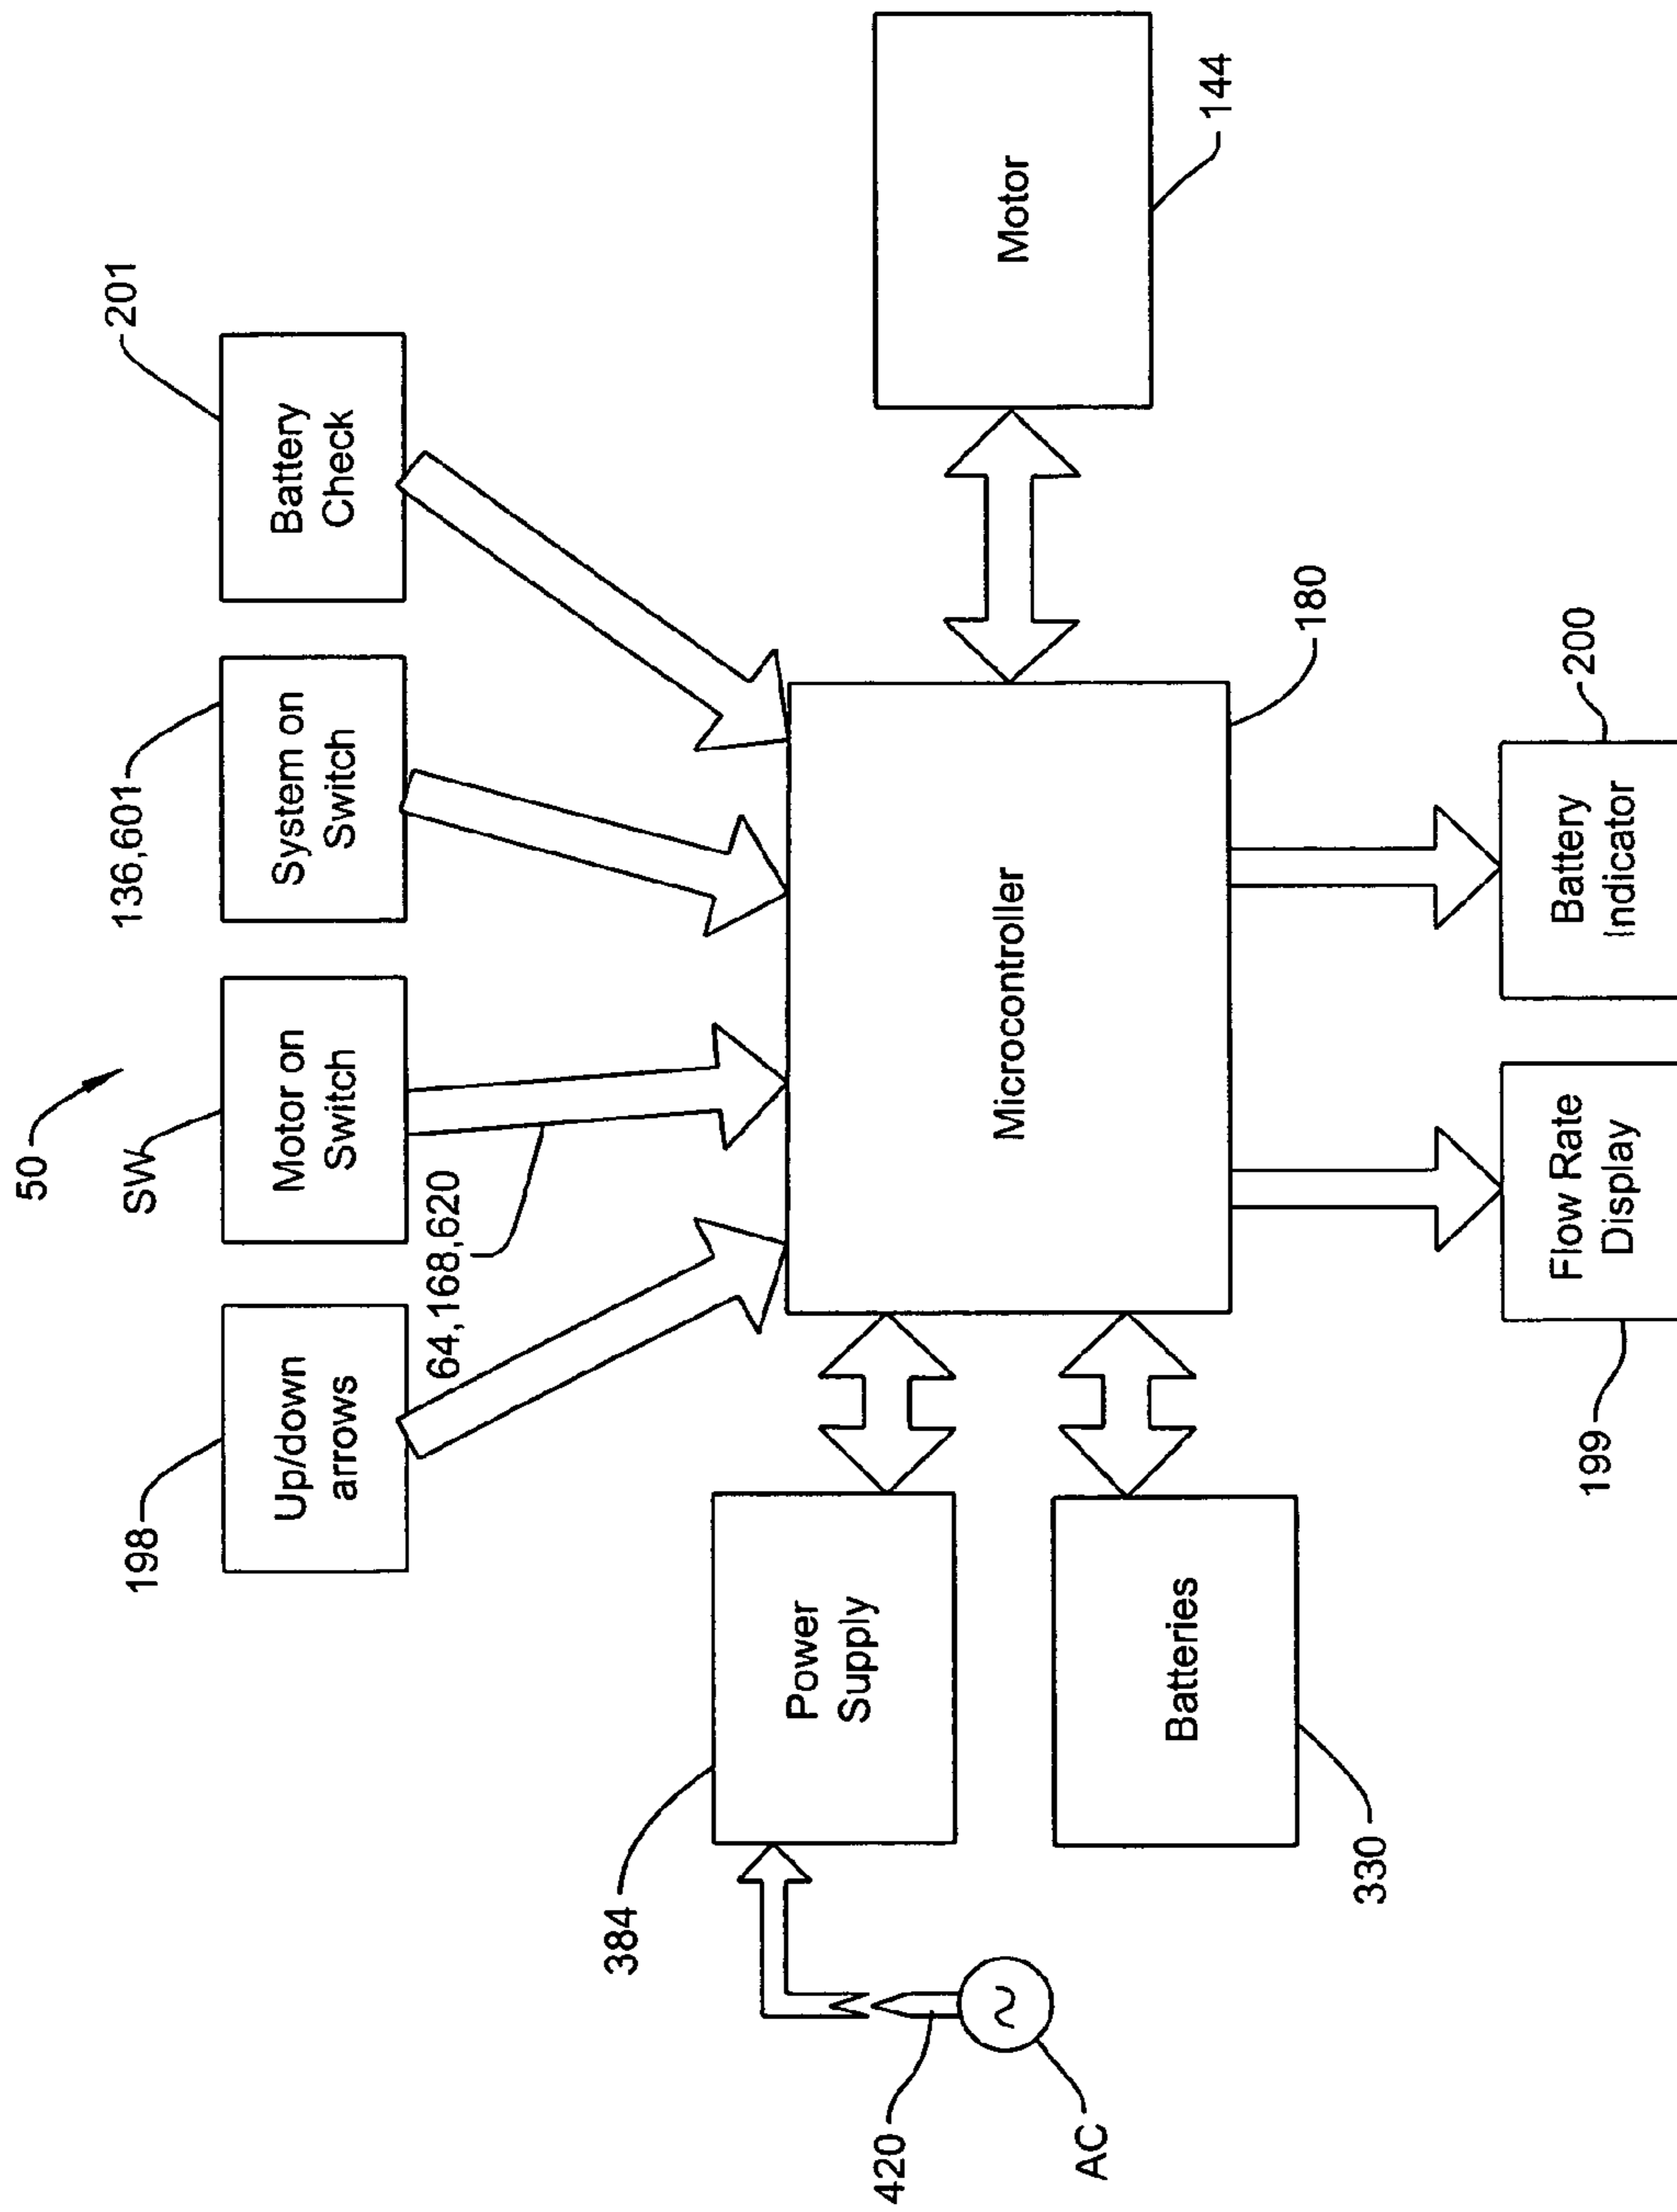 50
SW
198
136,601
201
Up/down
arrows
Motor on
Switch
System on
Switch
Battery
Check
64,168,620
384
Power
Supply
Microcontroller
Motor
144
180
420
AC
Batteries
330
199
Flow Rate
Display
Battery
Indicator
200